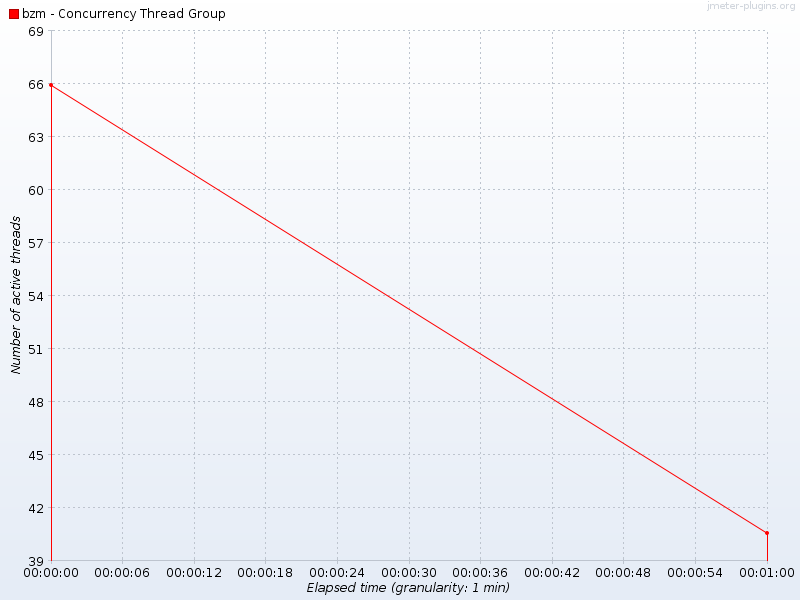 jmeter-plugins.org
bzm - Concurrency Thread Group
69
66
63
60
57
54
51
48
45
42
39
Number of active threads
00:00:00 00:00:06 00:00:12 00:00:18 00:00:24 00:00:30 00:00:36 00:00:42 00:00:48 00:00:54 00:01:00
Elapsed time (granularity: 1 min)